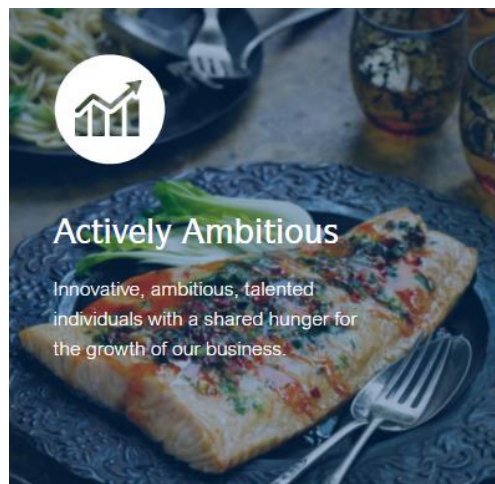 Actively Ambitious
Innovative, ambitious, talented
individuals with a shared hunger for
the growth of our business.